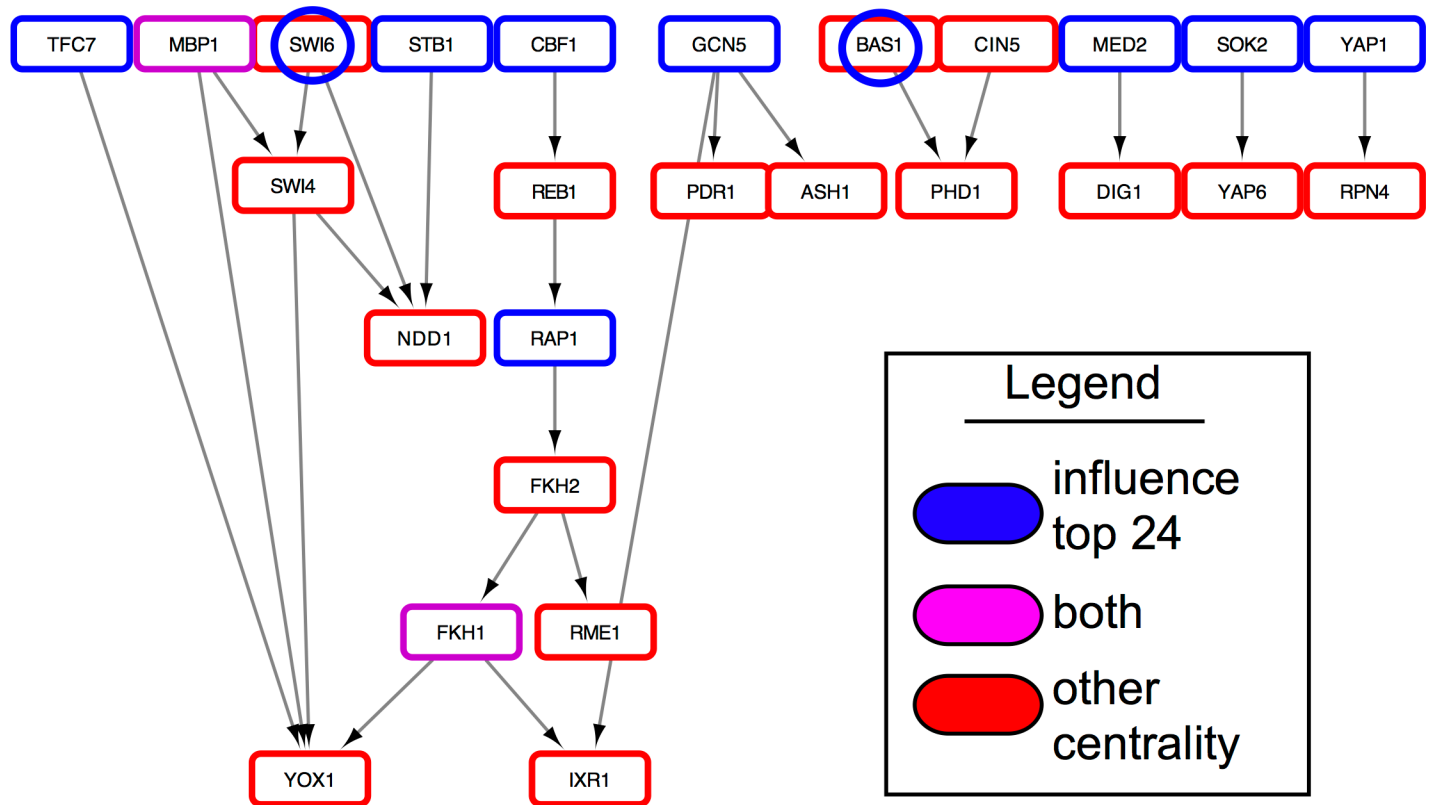 TFC7 MBP1 SWI6 STB1 CBF1 GCN5 BAS1 CIN5 MED2 SOK2 YAP1
SWI4 REB1 PDR1 ASH1 PHD1 DIG1 YAP6 RPN4
NDD1 RAP1
FKH2
FKH1 RME1
YOX1 IXR1
Legend
influence
top 24
both
other
centrality